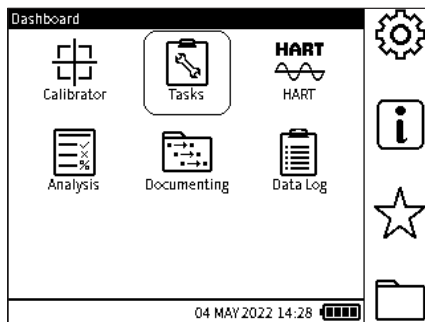 Dashboard
HART
Calibrator Tasks HART
Analysis Documenting Data Log
04 MAY 2022 14:28